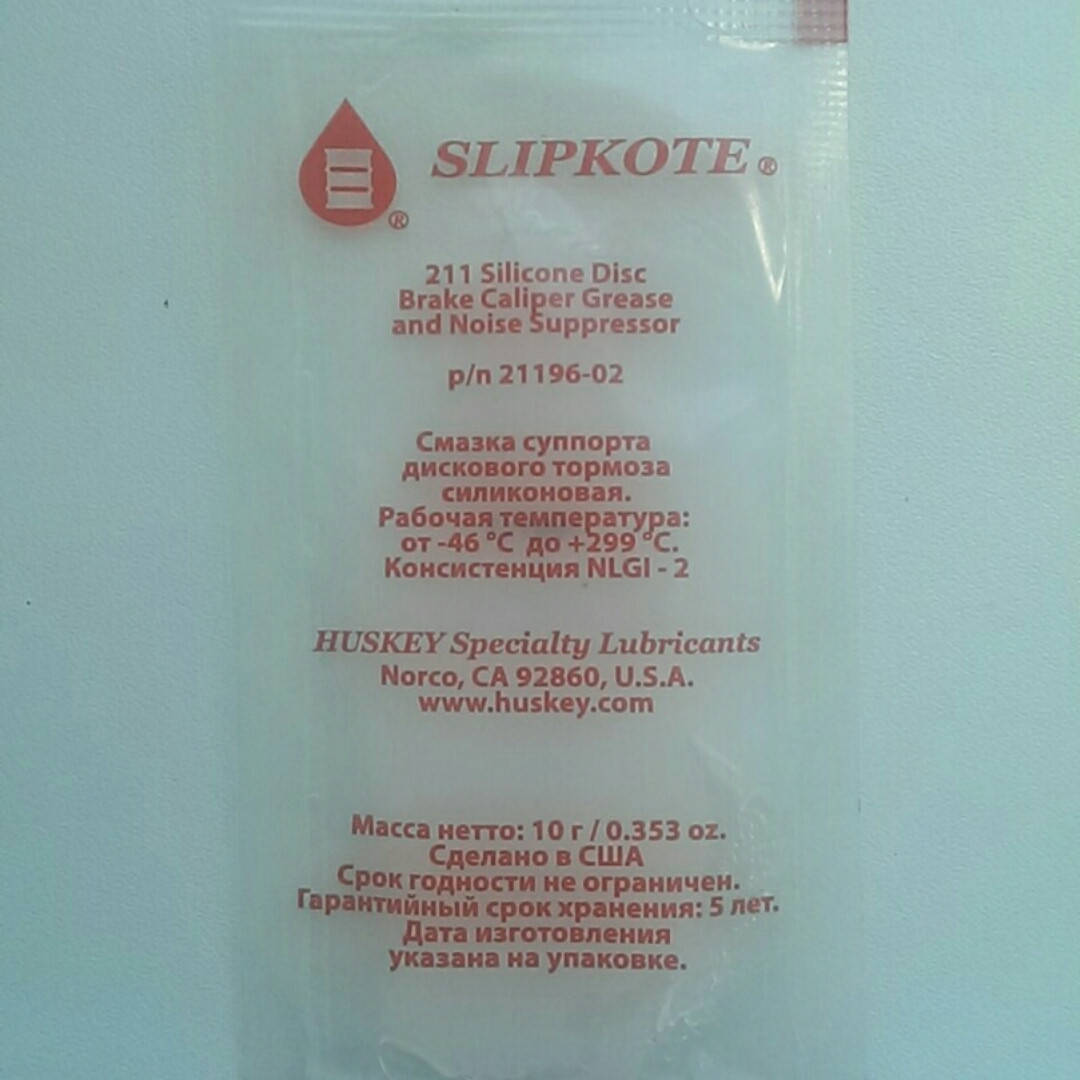 SLIPKOTE®
®
211 Silicone Disc
Brake Caliper Grease
and Noise Suppressor
p/n 21196-02
Смазка суппорта
дискового тормоза
силиконовая.
Рабочая температура:
от -46 °C до +299 °C.
Консистенция NLGI - 2
HUSKEY Specialty Lubricants
Norco, CA 92860, U.S.A.
www.huskey.com
Масса нетто: 10 г / 0.353 oz.
Сделано в США
Срок годности не ограничен.
Гарантийный срок хранения: 5 лет.
Дата изготовления
указана на упаковке.